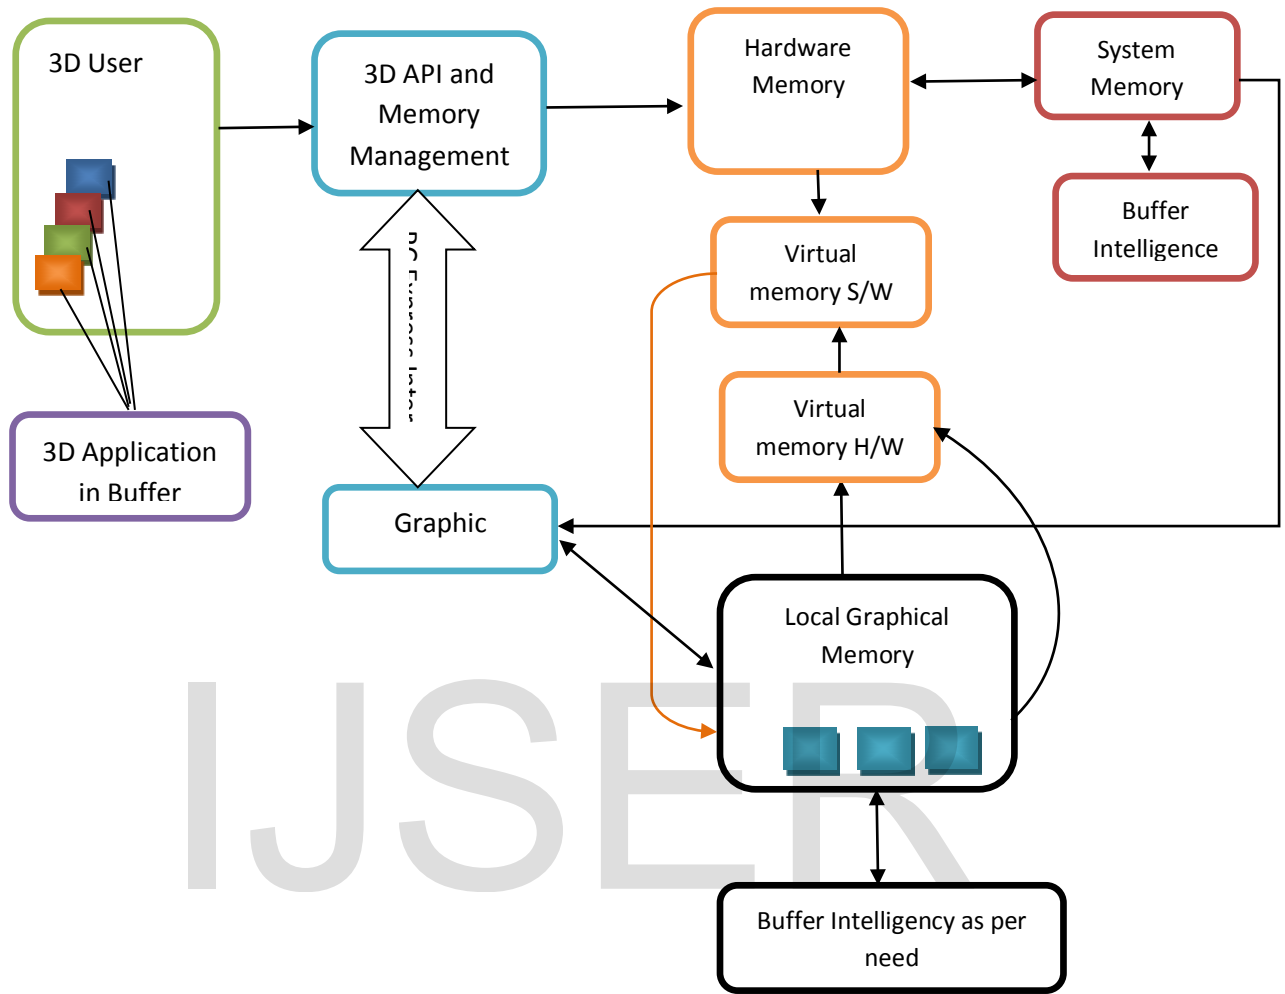 3D User
3D API and
Memory
Management
Hardware
Memory
System
Memory
Buffer
Intelligence
Virtual
memory S/W
Virtual
memory H/W
3D Application
in Buffer
Graphic
Local Graphical
Memory
Buffer Intelligency as per
need
IJSER